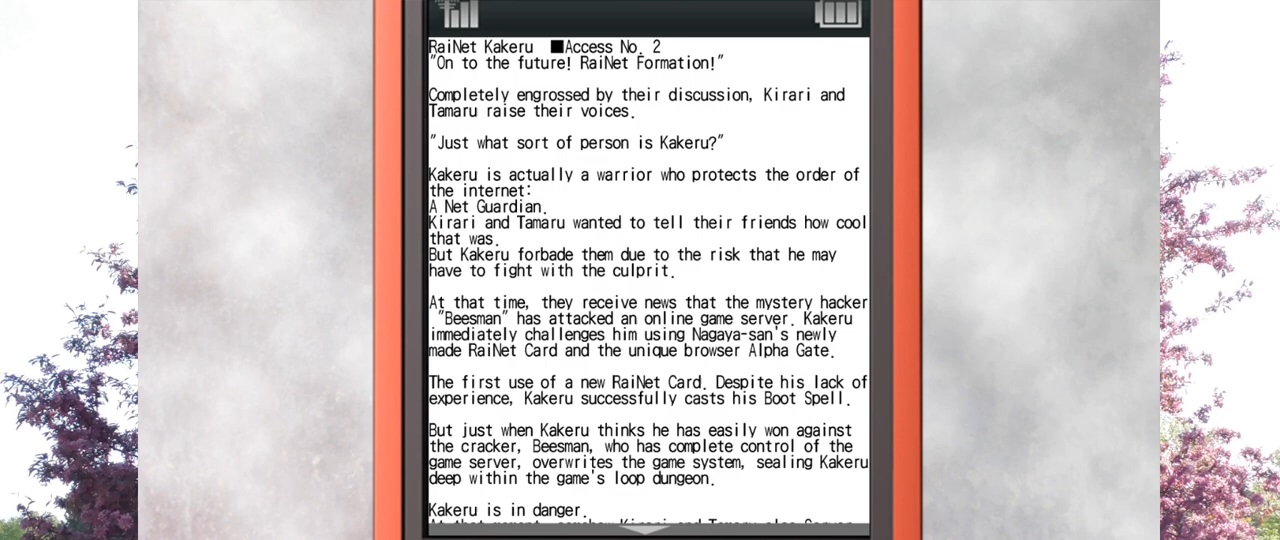 RaiNet Kakeru ■Access No. 2
"On to the future! RaiNet Formation!"
Completely engrossed by their discussion, Kirari and
Tamaru raise their voices.
"Just what sort of person is Kakeru?"
Kakeru is actually a warrior who protects the order of
the internet:
A Net Guardian.
Kirari and Tamaru wanted to tell their friends how cool
that was.
But Kakeru forbade them due to the risk that he may
have to fight with the culprit.
At that time, they receive news that the mystery hacker
"Beesman" has attacked an online game server. Kakeru
immediately challenges him using Nagaya-san's newly
made RaiNet Card and the unique browser Alpha Gate.
The first use of a new RaiNet Card. Despite his lack of
experience, Kakeru successfully casts his Boot Spell.
But just when Kakeru thinks he has easily won against
the cracker, Beesman, who has complete control of the
game server, overwrites the game system, sealing Kakeru
deep within the game's loop dungeon.
Kakeru is in danger.